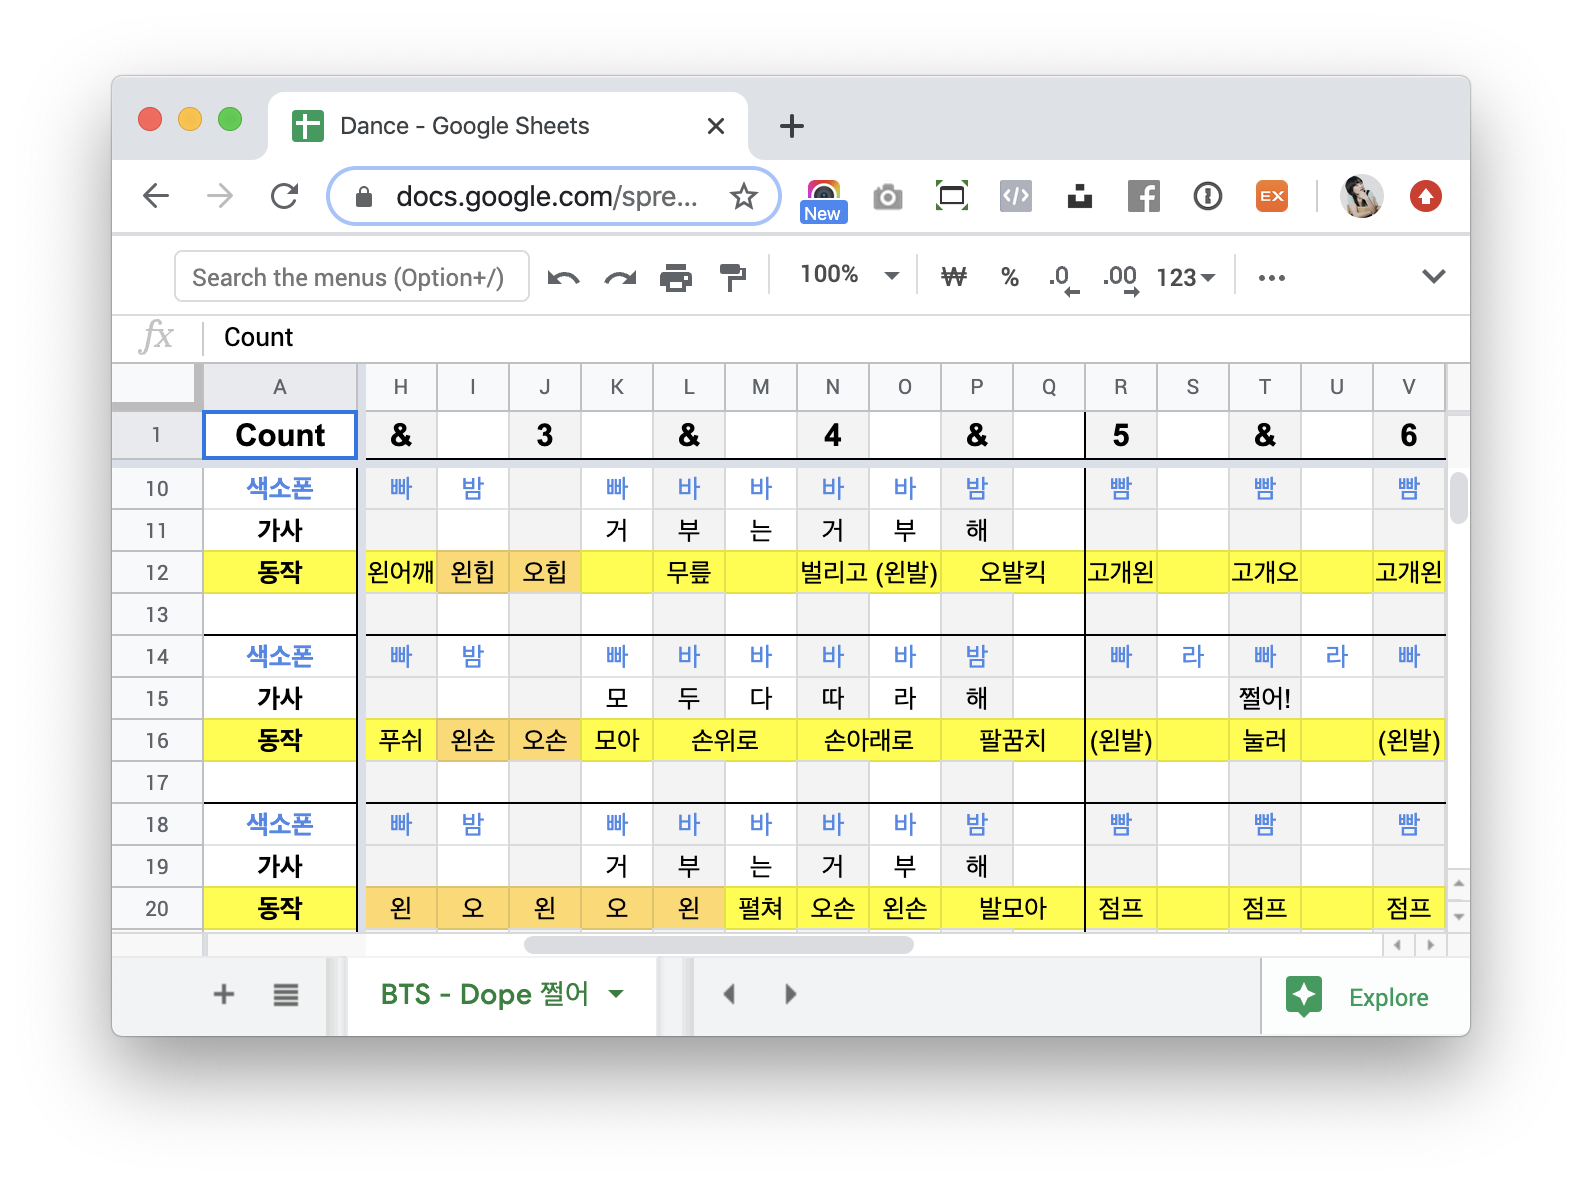 Dance - Google Sheets
docs.google.com/spre...
New
EX
Search the menus (Option+/)
100%
₩ % .0 .00 123
fx Count
A H I J K L M N O P Q R S T U V
1 Count & 3 & 4 & 5 & 6
10 색소폰 빠 밤 빠 바 바 바 바 밤 빰 빰 빰
11 가사 거 부 는 거 부 해
12 동작 왼어깨 왼힙 오힙 무릎 벌리고 (왼발) 오발킥 고개왼 고개오 고개왼
13
14 색소폰 빠 밤 빠 바 바 바 바 밤 빠 라 빠 라 빠
15 가사 모 두 다 따 라 해 쩔어!
16 동작 푸쉬 왼손 오손 모아 손위로 손아래로 팔꿈치 (왼발) 눌러 (왼발)
17
18 색소폰 빠 밤 빠 바 바 바 바 밤 빰 빰 빰
19 가사 거 부 는 거 부 해
20 동작 왼 오 왼 오 왼 펼쳐 오손 왼손 발모아 점프 점프 점프
BTS - Dope 쩔어
Explore